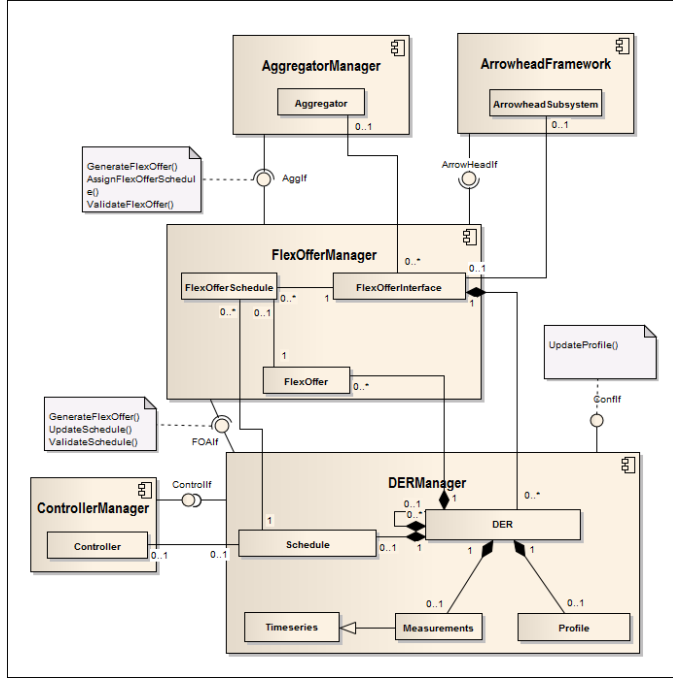 AggregatorManager
Aggregator
0..1
ArrowheadFramework
ArrowheadSubsystem
0..1
GenerateFlexOffer()
AssignFlexOfferSchedul
e()
ValidateFlexOffer()
AggIf
ArrowHeadIf
FlexOfferManager
0..*
0..1
FlexOfferSchedule
FlexOfferInterface
0..*
0..*
1
1
0..1
1
FlexOffer
0..*
UpdateProfile()
ConfIf
GenerateFlexOffer()
UpdateSchedule()
ValidateSchedule()
FOAIf
DERManager
ControllerManager
ControlIf
Controller
0..1
0..1
1
Schedule
0..1
0..1
0..*
1
1
0..*
DER
1
1
0..1
0..1
Timeseries
Measurements
Profile